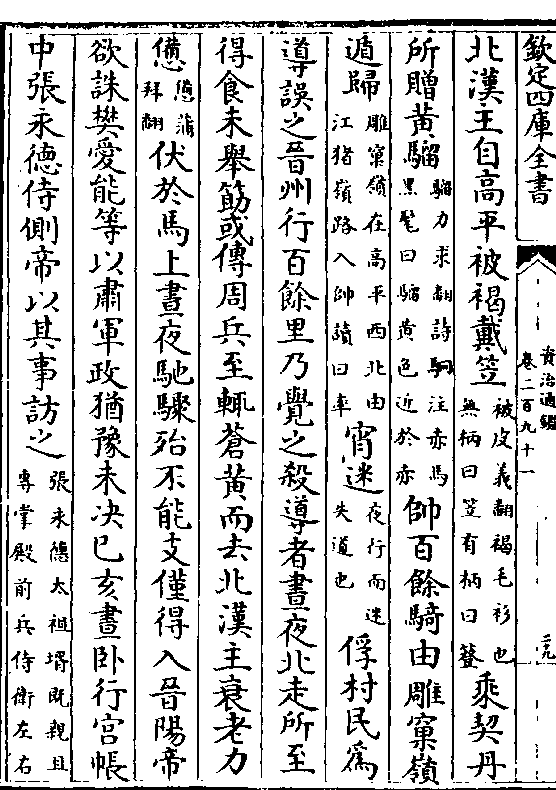 欽定四庫全書
資治通鑑
卷二百九十一
北漢王自高平被褐戴笠被皮義翻褐毛衫也無柄曰笠有柄曰簦乘契丹
所贈黄騮騮力求翻詩駉注赤馬黑髦曰騮黄色近於赤帥百餘騎由雕窠嶺
遁歸雕窠嶺在高平西北由江猪嶺路入帥讀曰率宵迷夜行而迷失道也俘村民爲
導誤之晉州行百餘里乃覺之殺導者晝夜北走所至
得食未舉筯或傳周兵至輒蒼黄而去北漢主衰老力
憊憊蒲拜翻伏於馬上晝夜馳驟殆不能支僅得入晉陽帝
欲誅樊愛能等以肅軍政猶豫未决己亥晝卧行宫帳
中張永德侍側帝以其事訪之張永德太祖壻既親且專掌殿前兵侍衛左右